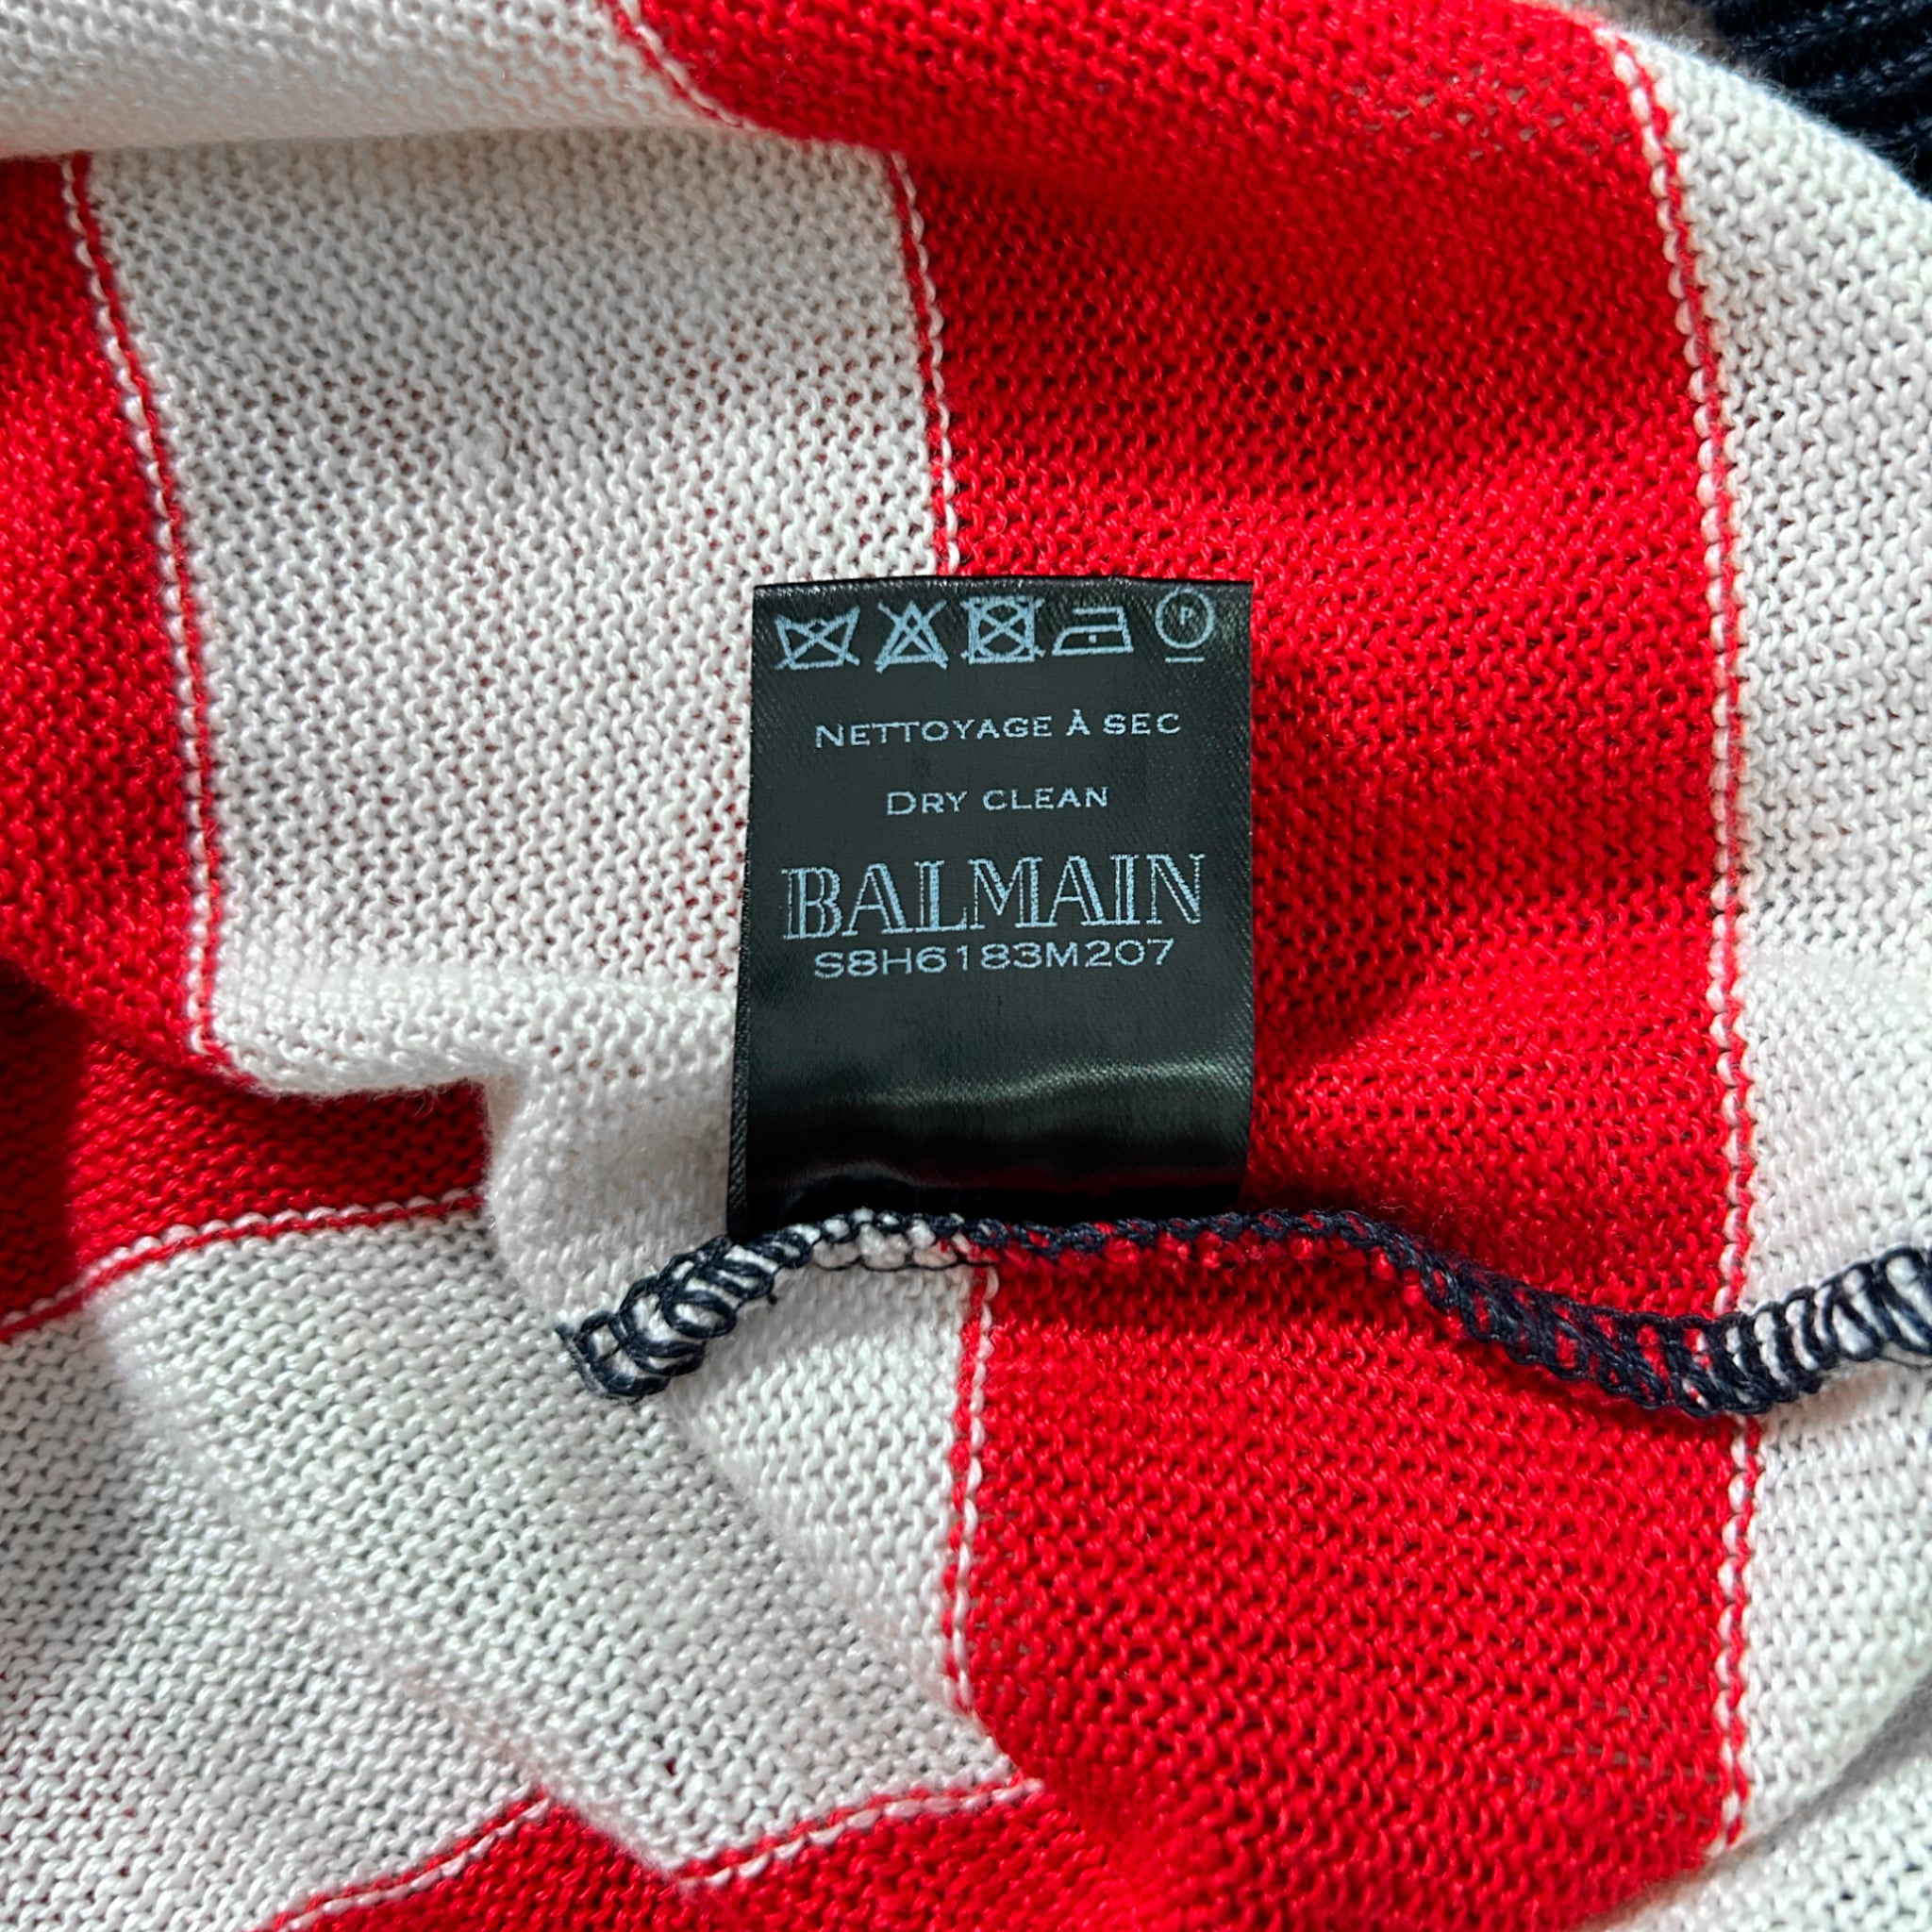 P
NETTOYAGE À SEC
DRY CLEAN
BALMAIN
S8H6183M207